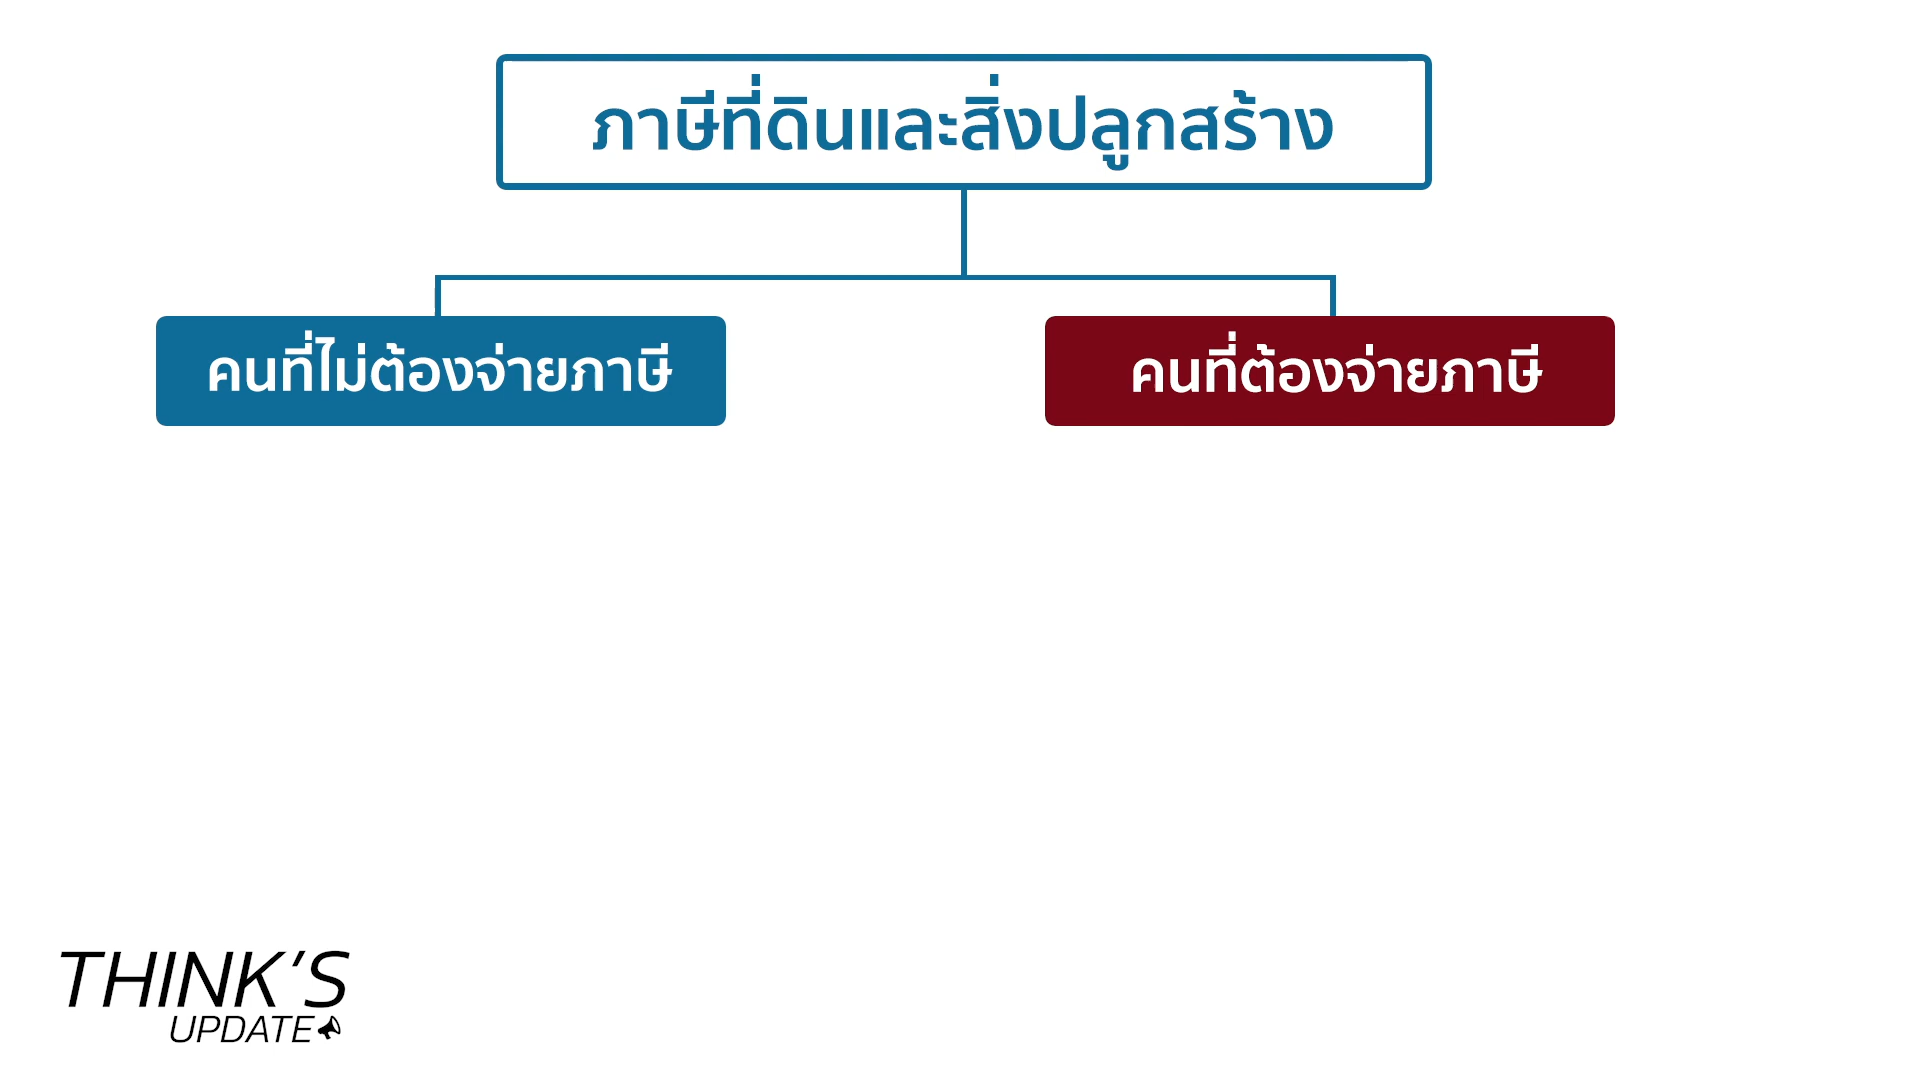 ภาษีที่ดินและสิ่งปลูกสร้าง
คนที่ไม่ต้องจ่ายภาษี
คนที่ต้องจ่ายภาษี
THINK'S
UPDATE